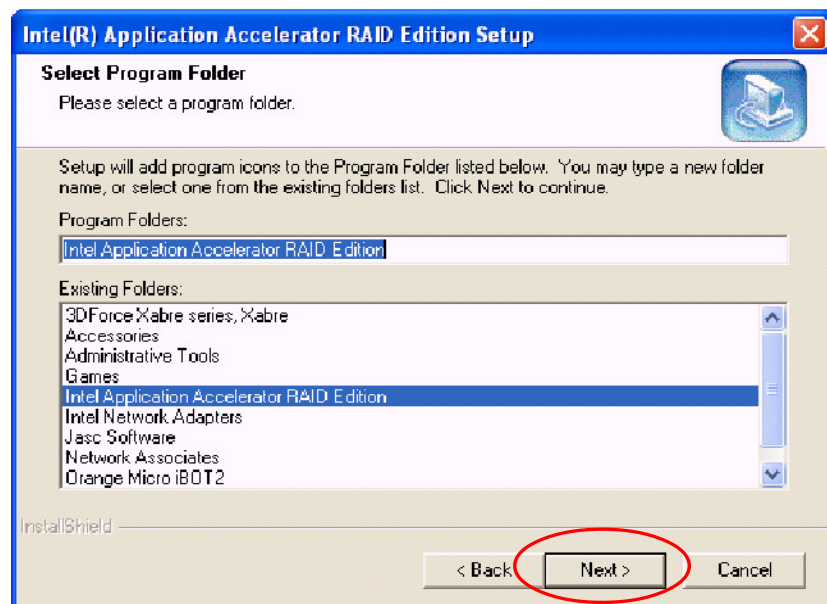 Intel(R) Application Accelerator RAID Edition Setup
Select Program Folder
Please select a program folder.
Setup will add program icons to the Program Folder listed below. You may type a new folder
name, or select one from the existing folders list. Click Next to continue.
Program Folders:
Intel Application Accelerator RAID Edition
Existing Folders:
3DForce Xabre series, Xabre
Accessories
Administrative Tools
Games
Intel Application Accelerator RAID Edition
Intel Network Adapters
Jasc Software
Network Associates
Orange Micro iBOT2
InstallShield
< Back
Next >
Cancel